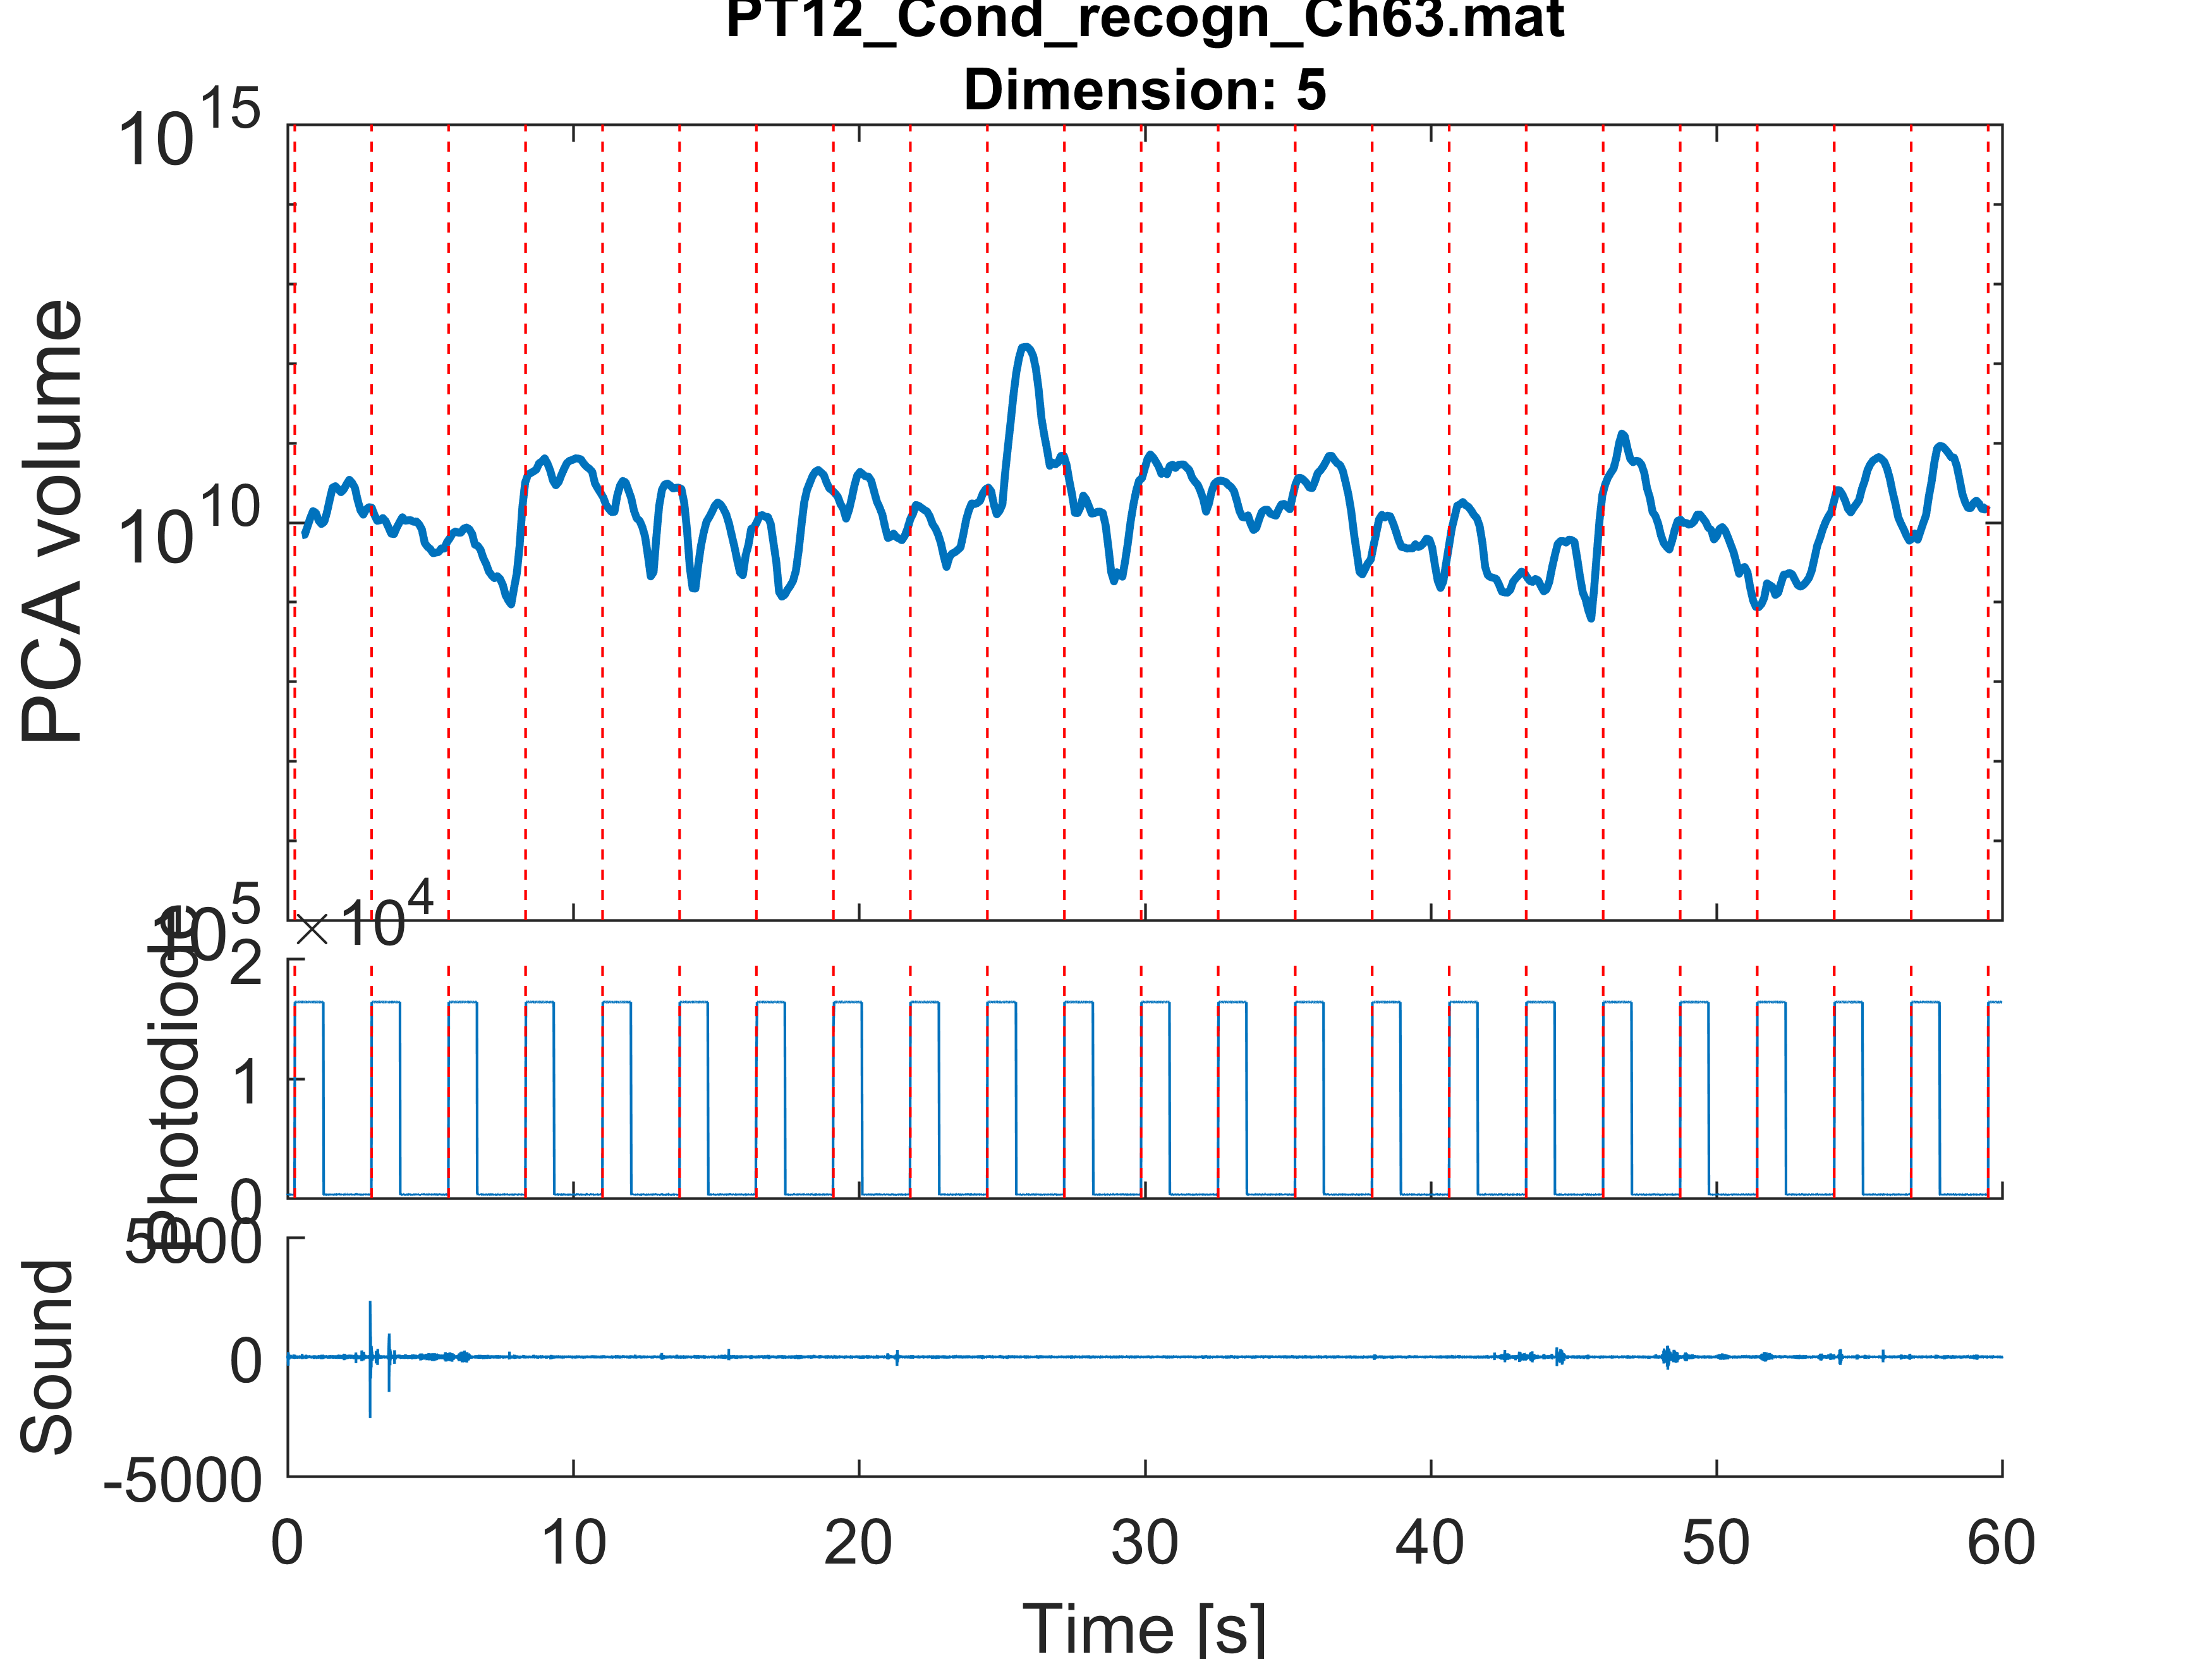 PT12_Cond_recogn_Ch63.mat
Dimension: 5
10^15
10^10
10^5
PCA volume
×10^4
2
1
0
Photodiode
5000
0
-5000
Sound
0 10 20 30 40 50 60
Time [s]